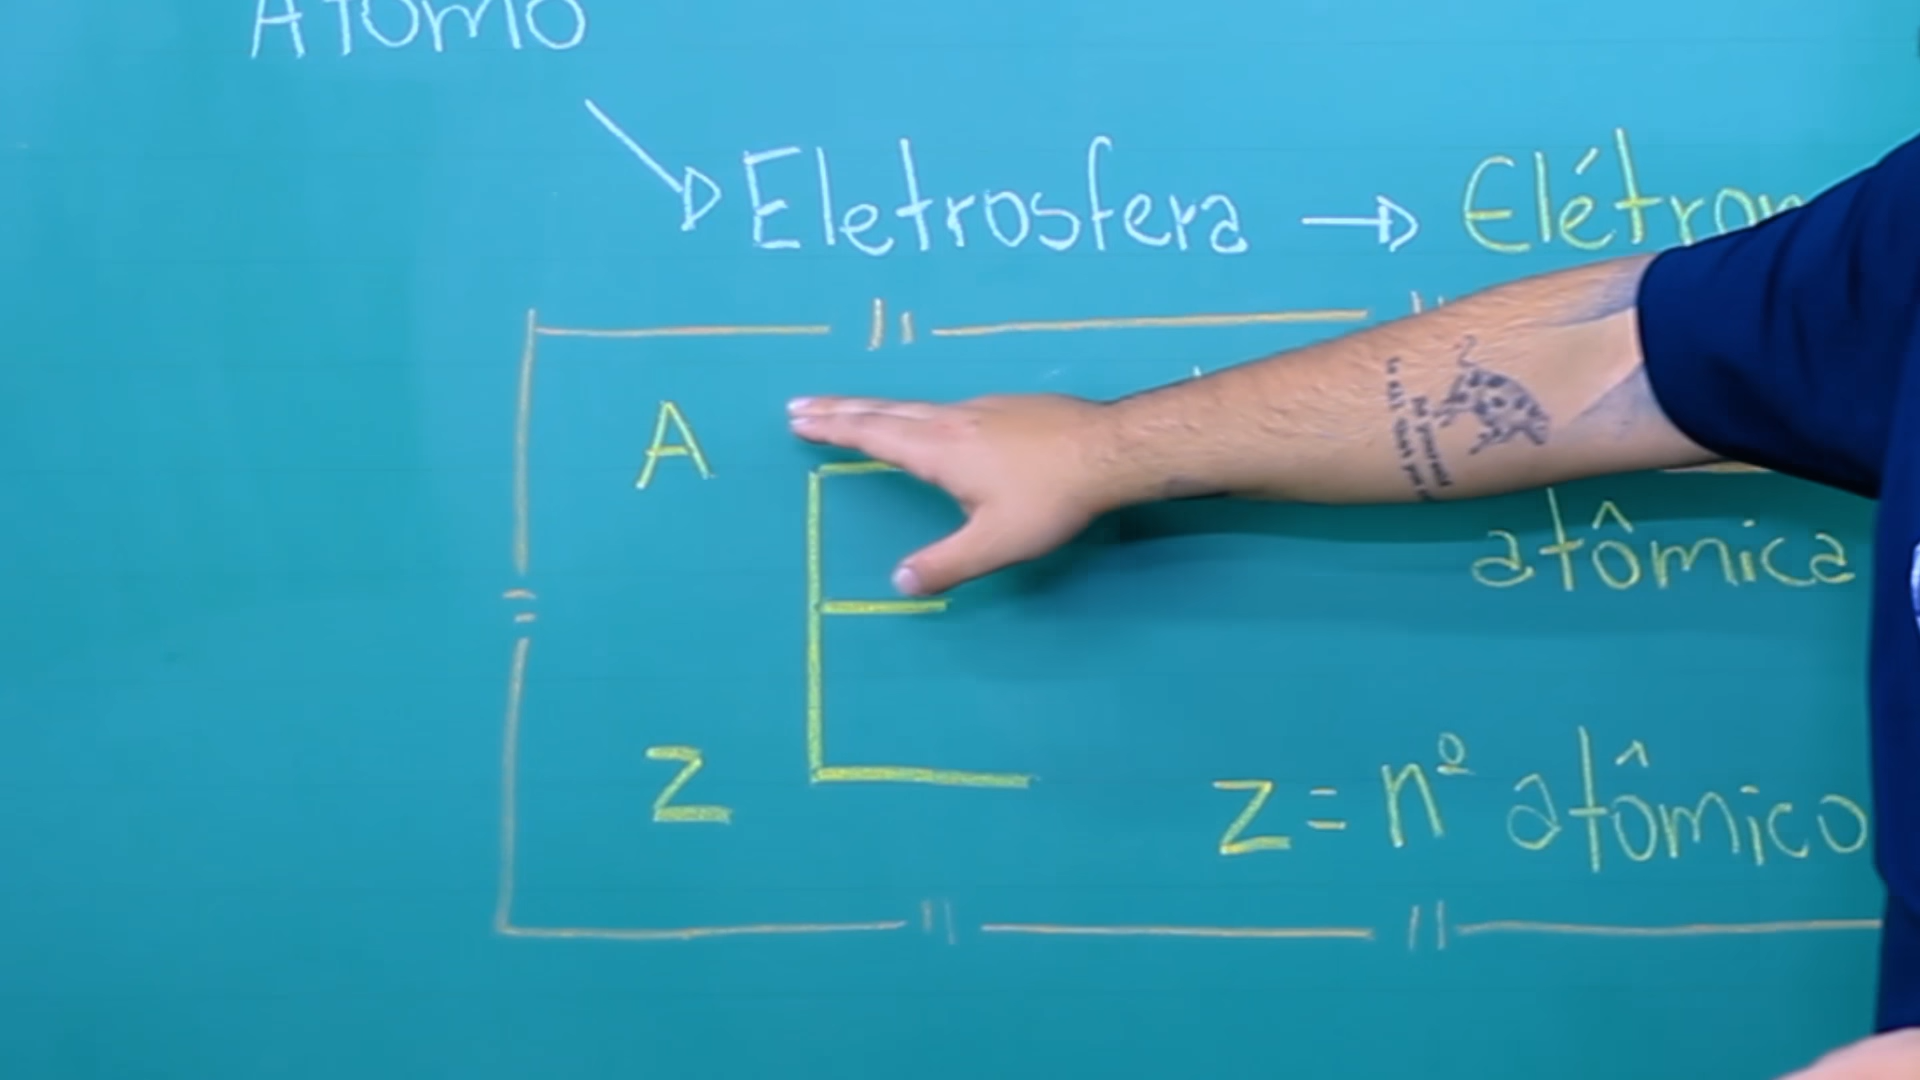 Átomo
Eletrosfera → Elétron
A
E
atômica
Z
Z = nº atômico